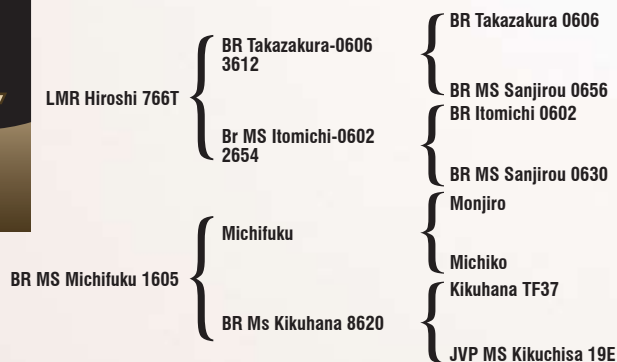 LMR Hiroshi 766T
BR Takazakura-0606
3612
BR Takazakura 0606
BR MS Sanjirou 0656
Br MS Itomichi-0602
2654
BR Itomichi 0602
BR MS Sanjirou 0630
BR MS Michifuku 1605
Michifuku
Monjiro
Michiko
BR Ms Kikuhana 8620
Kikuhana TF37
JVP MS Kikuchisa 19E